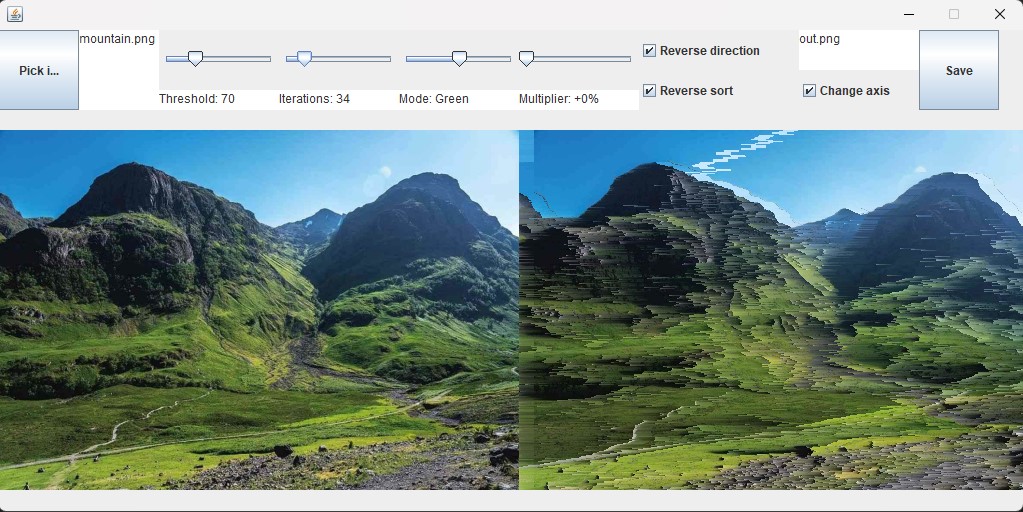 Pick i...
mountain.png
Threshold: 70
Iterations: 34
Mode: Green
Multiplier: +0%
Reverse direction
Reverse sort
out.png
Change axis
Save